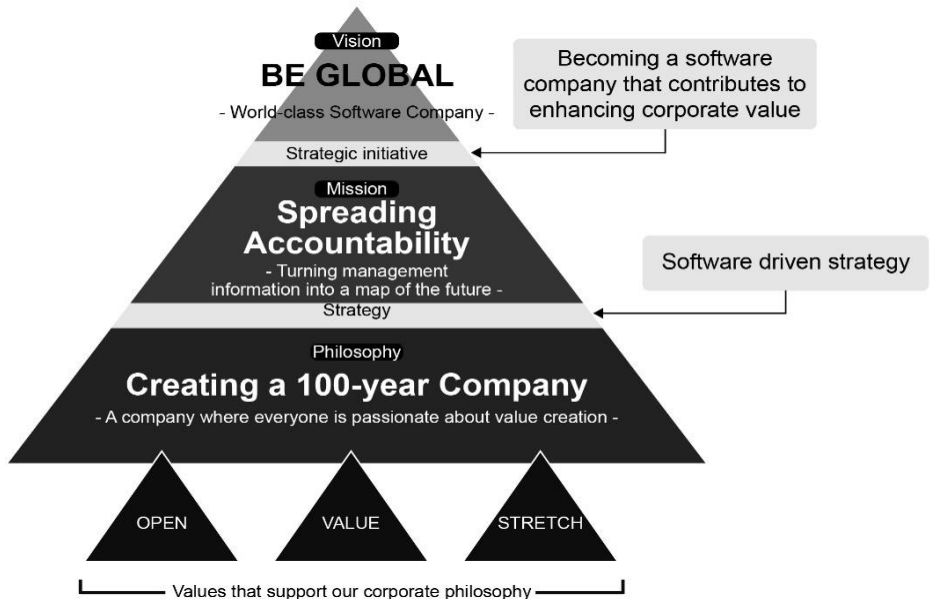 Vision
BE GLOBAL
- World-class Software Company -
Becoming a software
company that contributes to
enhancing corporate value
Strategic initiative
Mission
Spreading
Accountability
- Turning management
information into a map of the future -
Software driven strategy
Strategy
Philosophy
Creating a 100-year Company
- A company where everyone is passionate about value creation -
OPEN
VALUE
STRETCH
Values that support our corporate philosophy